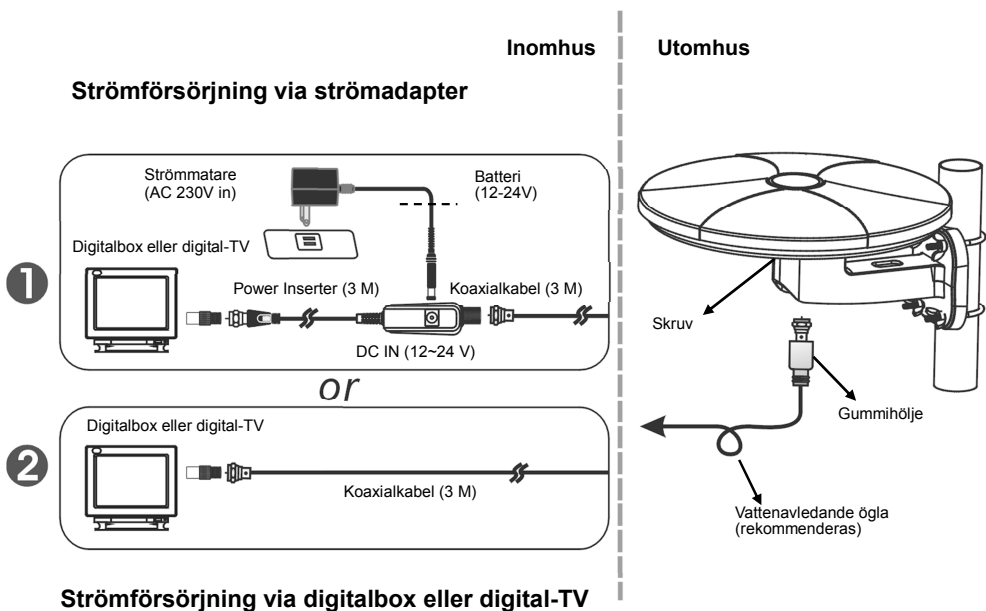 Inomhus
Utomhus
Strömförsörjning via strömadapter
Strömmatare
(AC 230V in)
Batteri
(12-24V)
Digitalbox eller digital-TV
1
Power Inserter (3 M)
Koaxialkabel (3 M)
DC IN (12~24 V)
or
2
Digitalbox eller digital-TV
Koaxialkabel (3 M)
Strömförsörjning via digitalbox eller digital-TV
Skruv
Gummihölje
Vattenavledande ögla
(rekommenderas)